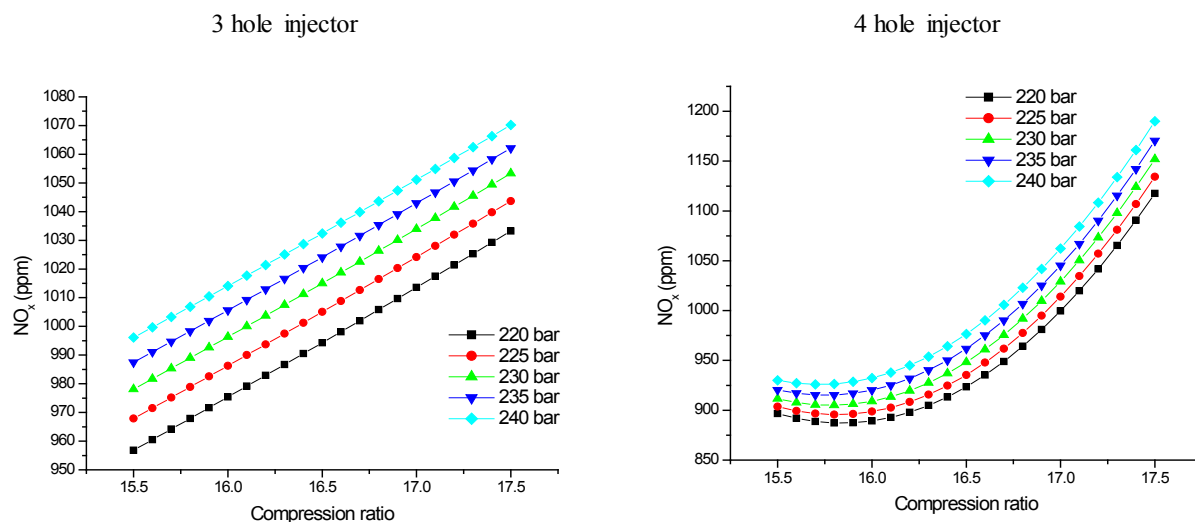 3 hole injector
4 hole injector
1080
1070
1060
1050
1040
1030
1020
1010
1000
990
980
970
960
950
NOx (ppm)
220 bar
225 bar
230 bar
235 bar
240 bar
15.5 16.0 16.5 17.0 17.5
Compression ratio
1200
1150
1100
1050
1000
950
900
850
NOx (ppm)
220 bar
225 bar
230 bar
235 bar
240 bar
15.5 16.0 16.5 17.0 17.5
Compression ratio